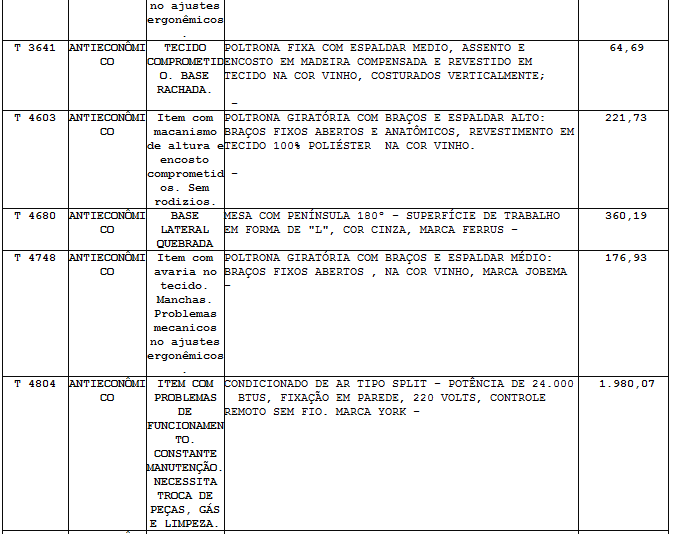 no ajustes
ergonêmicos
.
T 3641 ANTIECONÔMI TECIDO POLTRONA FIXA COM ESPALDAR MEDIO, ASSENTO E 64,69
CO COMPROMETID ENCOSTO EM MADEIRA COMPENSADA E REVESTIDO EM
O. BASE TECIDO NA COR VINHO, COSTURADOS VERTICALMENTE;
RACHADA.
–
T 4603 ANTIECONÔMI Item com POLTRONA GIRATÓRIA COM BRAÇOS E ESPALDAR ALTO: 221,73
CO macanismo BRAÇOS FIXOS ABERTOS E ANATÔMICOS, REVESTIMENTO EM
de altura e TECIDO 100% POLIÉSTER NA COR VINHO.
encosto
comprometid –
os. Sem
rodizios.
T 4680 ANTIECONÔMI BASE MESA COM PENÍNSULA 180° – SUPERFÍCIE DE TRABALHO 360,19
CO LATERAL EM FORMA DE "L", COR CINZA, MARCA FERRUS –
QUEBRADA
T 4748 ANTIECONÔMI Item com POLTRONA GIRATÓRIA COM BRAÇOS E ESPALDAR MÉDIO: 176,93
CO avaria no BRAÇOS FIXOS ABERTOS , NA COR VINHO, MARCA JOBEMA
tecido. –
Manchas.
Problemas
mecanicos
no ajustes
ergonêmicos
.
T 4804 ANTIECONÔMI ITEM COM CONDICIONADO DE AR TIPO SPLIT – POTÊNCIA DE 24.000 1.980,07
CO PROBLEMAS BTUS, FIXAÇÃO EM PAREDE, 220 VOLTS, CONTROLE
DE REMOTO SEM FIO. MARCA YORK –
FUNCIONAMEN
TO.
CONSTANTE
MANUTENÇÃO.
NECESSITA
TROCA DE
PEÇAS, GÁS
E LIMPEZA.